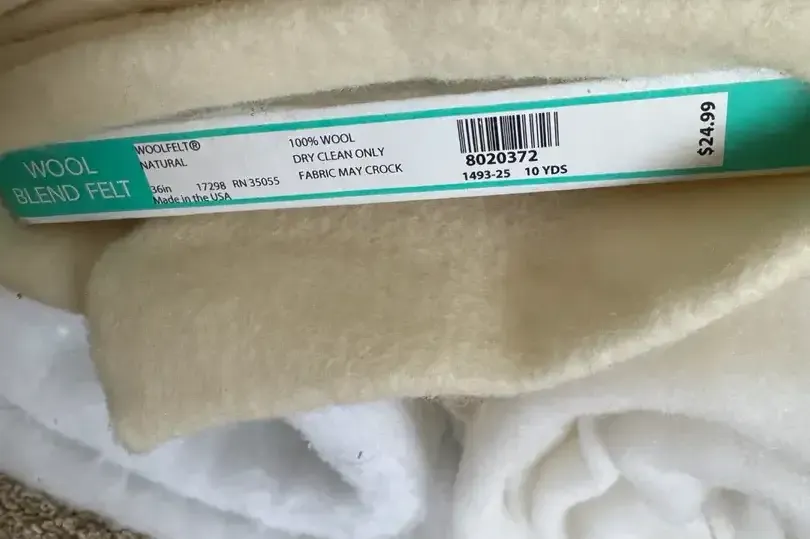 WOOL
BLEND FELT
WOOLFELT®
NATURAL
36in 17298 RN 35055
Made in the USA
100% WOOL
DRY CLEAN ONLY
FABRIC MAY CROCK
8020372
1493-25 10 YDS
$24.99